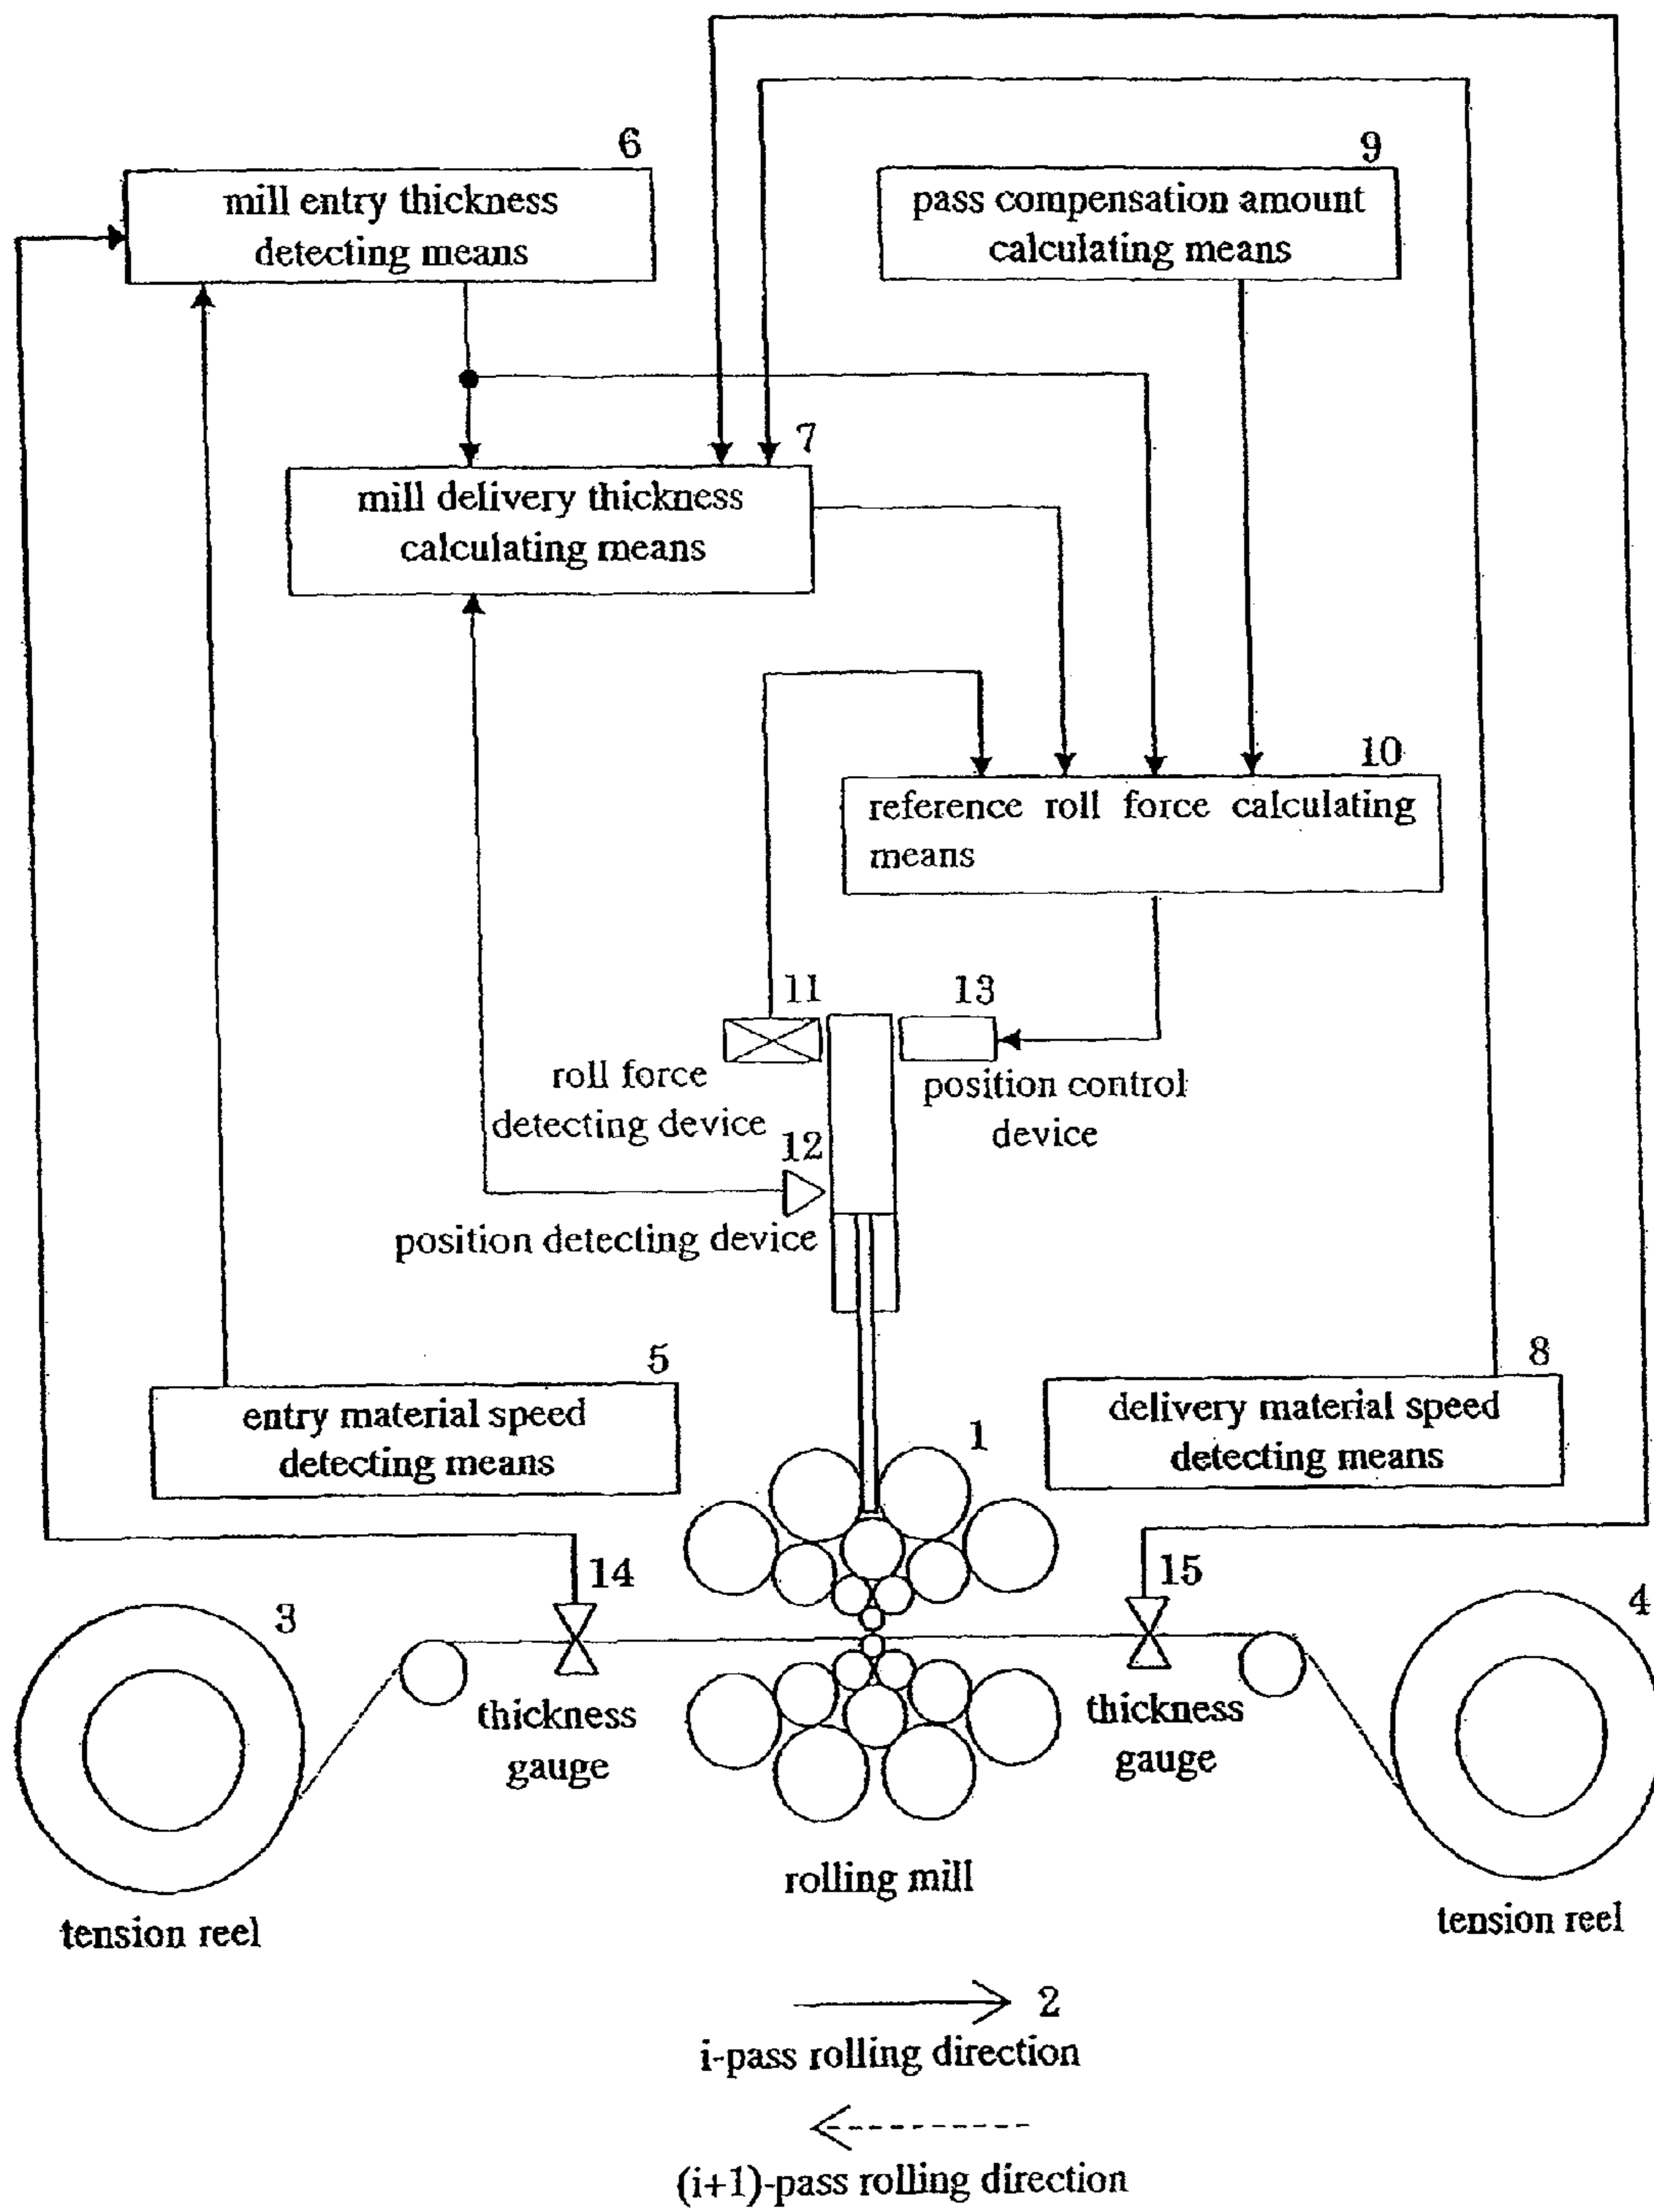 6
mill entry thickness
detecting means
9
pass compensation amount
calculating means
7
mill delivery thickness
calculating means
10
reference roll force calculating
means
11
13
roll force
detecting device
position control
device
12
position detecting device
5
entry material speed
detecting means
8
delivery material speed
detecting means
1
14
15
3
4
thickness
gauge
thickness
gauge
rolling mill
tension reel
tension reel
2
i-pass rolling direction
(i+1)-pass rolling direction